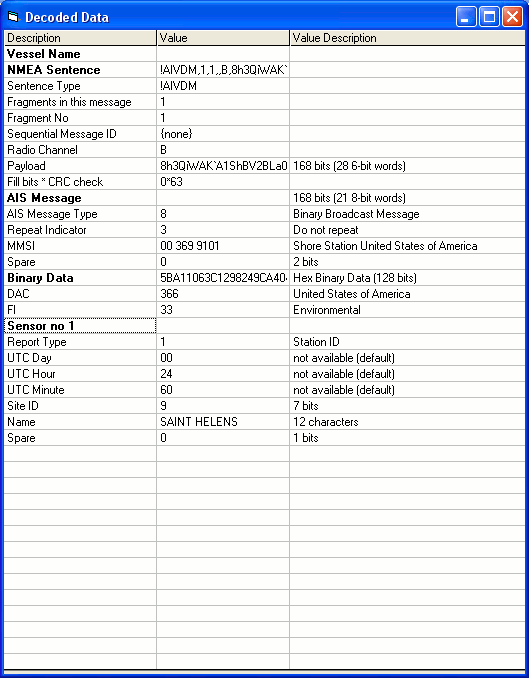 Decoded Data
Description Value Value Description
Vessel Name
NMEA Sentence !AIVDM,1,1,,B,8h3QiWAK`
Sentence Type !AIVDM
Fragments in this message 1
Fragment No 1
Sequential Message ID {none}
Radio Channel B
Payload 8h3QiWAK`A1ShBV2BLa0 168 bits (28 6-bit words)
Fill bits * CRC check 0*63
AIS Message 168 bits (21 8-bit words)
AIS Message Type 8 Binary Broadcast Message
Repeat Indicator 3 Do not repeat
MMSI 00 369 9101 Shore Station United States of America
Spare 0 2 bits
Binary Data 5BA11063C1298249CA40 Hex Binary Data (128 bits)
DAC 366 United States of America
FI 33 Environmental
Sensor no 1
Report Type 1 Station ID
UTC Day 00 not available (default)
UTC Hour 24 not available (default)
UTC Minute 60 not available (default)
Site ID 9 7 bits
Name SAINT HELENS 12 characters
Spare 0 1 bits